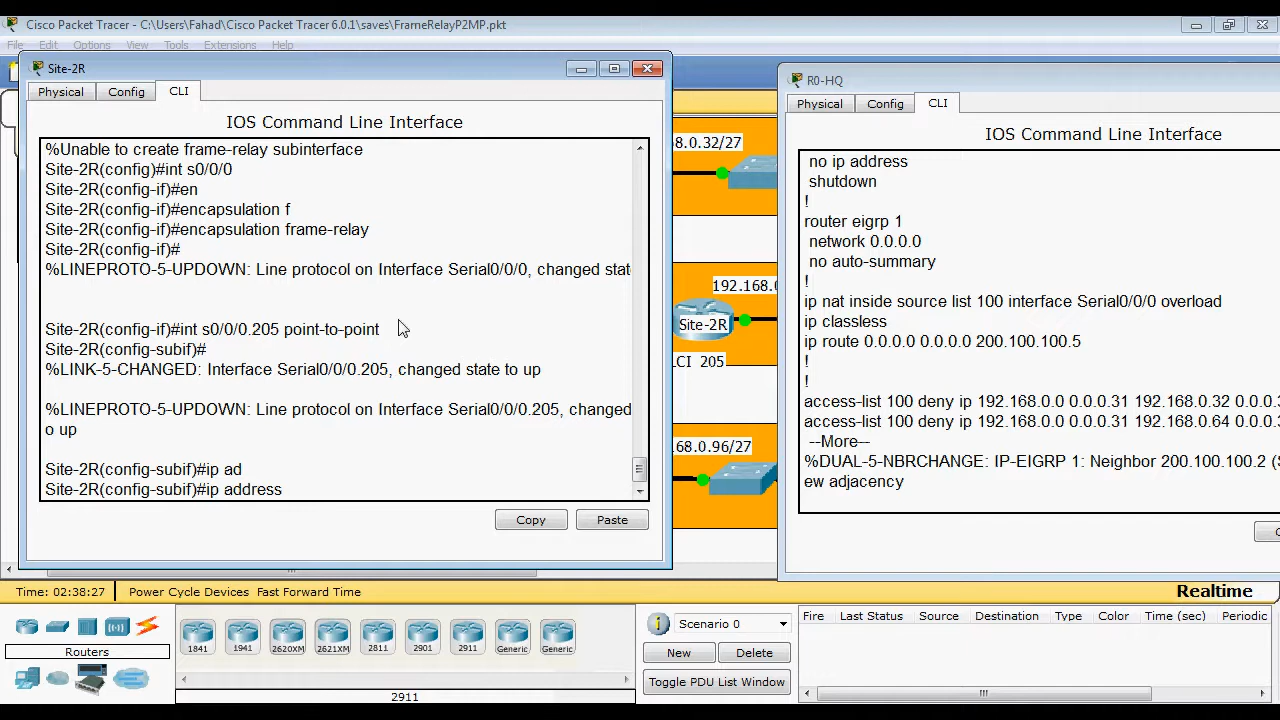 Cisco Packet Tracer - C:\Users\Fahad\Cisco Packet Tracer 6.0.1\saves\FrameRelayP2MP.pkt
File Edit Options View Tools Extensions Help
Site-2R
Physical Config CLI
IOS Command Line Interface
%Unable to create frame-relay subinterface
Site-2R(config)#int s0/0/0
Site-2R(config-if)#en
Site-2R(config-if)#encapsulation f
Site-2R(config-if)#encapsulation frame-relay
Site-2R(config-if)#
%LINEPROTO-5-UPDOWN: Line protocol on Interface Serial0/0/0, changed stat
Site-2R(config-if)#int s0/0/0.205 point-to-point
Site-2R(config-subif)#
%LINK-5-CHANGED: Interface Serial0/0/0.205, changed state to up
%LINEPROTO-5-UPDOWN: Line protocol on Interface Serial0/0/0.205, changed
o up
Site-2R(config-subif)#ip ad
Site-2R(config-subif)#ip address
Copy Paste
8.0.32/27
192.168.0
Site-2R
LCI 205
68.0.96/27
R0-HQ
Physical Config CLI
IOS Command Line Interface
no ip address
shutdown
!
router eigrp 1
network 0.0.0.0
no auto-summary
!
ip nat inside source list 100 interface Serial0/0/0 overload
ip classless
ip route 0.0.0.0 0.0.0.0 200.100.100.5
!
!
access-list 100 deny ip 192.168.0.0 0.0.0.31 192.168.0.32 0.0.0.3
access-list 100 deny ip 192.168.0.0 0.0.0.31 192.168.0.64 0.0.0.3
--More--
%DUAL-5-NBRCHANGE: IP-EIGRP 1: Neighbor 200.100.100.2 (S
ew adjacency
C
Time: 02:38:27 Power Cycle Devices Fast Forward Time
Realtime
Routers
1841 1941 2620XM 2621XM 2811 2901 2911 Generic Generic
2911
Scenario 0
New Delete
Toggle PDU List Window
Fire Last Status Source Destination Type Color Time (sec) Periodic